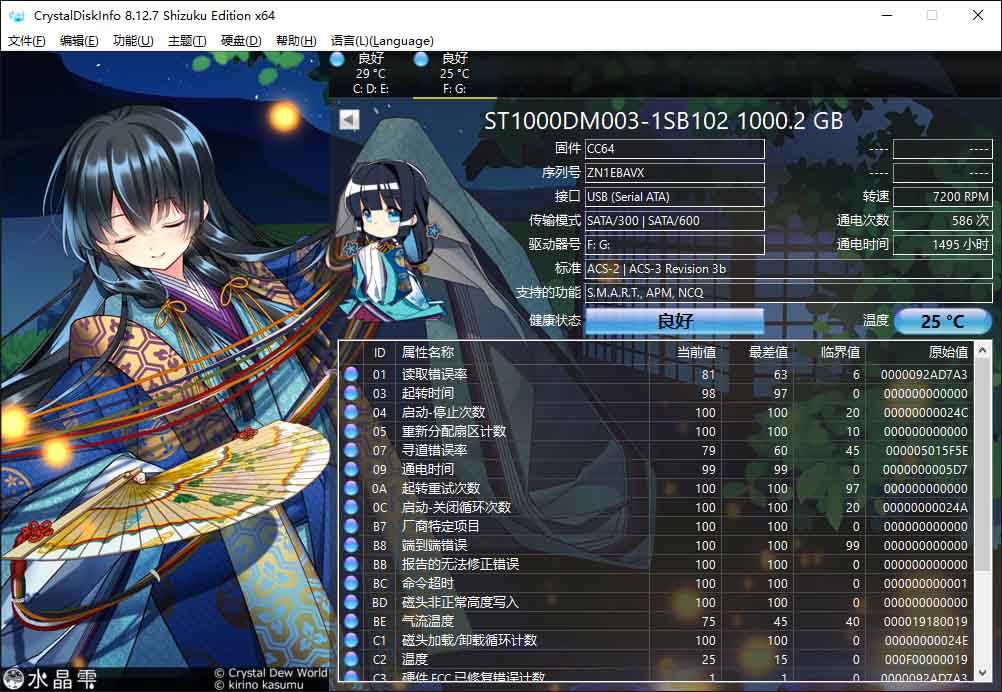 CrystalDiskInfo 8.12.7 Shizuku Edition x64
文件(F) 编辑(E) 功能(U) 主题(T) 硬盘(D) 帮助(H) 语言(L)(Language)
良好 良好
29 °C 25 °C
C: D: E: F: G:
ST1000DM003-1SB102 1000.2 GB
固件 CC64 ---- ----
序列号 ZN1EBAVX ---- ----
接口 USB (Serial ATA) 转速 7200 RPM
传输模式 SATA/300 | SATA/600 通电次数 586 次
驱动器号 F: G: 通电时间 1495 小时
标准 ACS-2 | ACS-3 Revision 3b
支持的功能 S.M.A.R.T., APM, NCQ
健康状态 良好 温度 25 °C
ID 属性名称 当前值 最差值 临界值 原始值
01 读取错误率 81 63 6 0000092AD7A3
03 起转时间 98 97 0 000000000000
04 启动-停止次数 100 100 20 00000000024C
05 重新分配扇区计数 100 100 10 000000000000
07 寻道错误率 79 60 45 000005015F5E
09 通电时间 99 99 0 0000000005D7
0A 起转重试次数 100 100 97 000000000000
0C 启动-关闭循环次数 100 100 20 00000000024A
B7 厂商特定项目 100 100 0 000000000000
B8 端到端错误 100 100 99 000000000000
BB 报告的无法修正错误 100 100 0 000000000000
BC 命令超时 100 100 0 000000000001
BD 磁头非正常高度写入 100 100 0 000000000000
BE 气流温度 75 45 40 000019180019
C1 磁头加载/卸载循环计数 100 100 0 00000000024E
C2 温度 25 15 0 000F00000019
C3 硬件 ECC 已修复错误计数 1 1 0 0000092AD7A3
水晶雫
© Crystal Dew World
© kirino kasumu